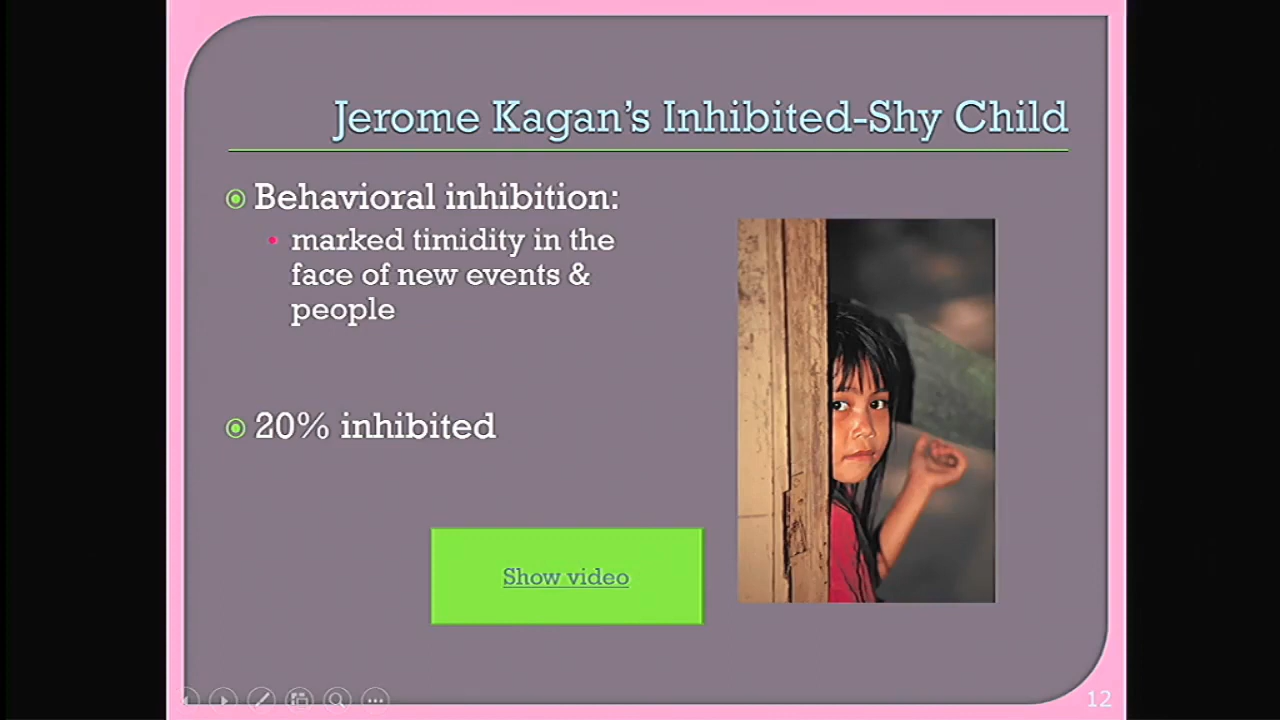 Jerome Kagan's Inhibited-Shy Child
Behavioral inhibition:
marked timidity in the
face of new events &
people
20% inhibited
Show video
12